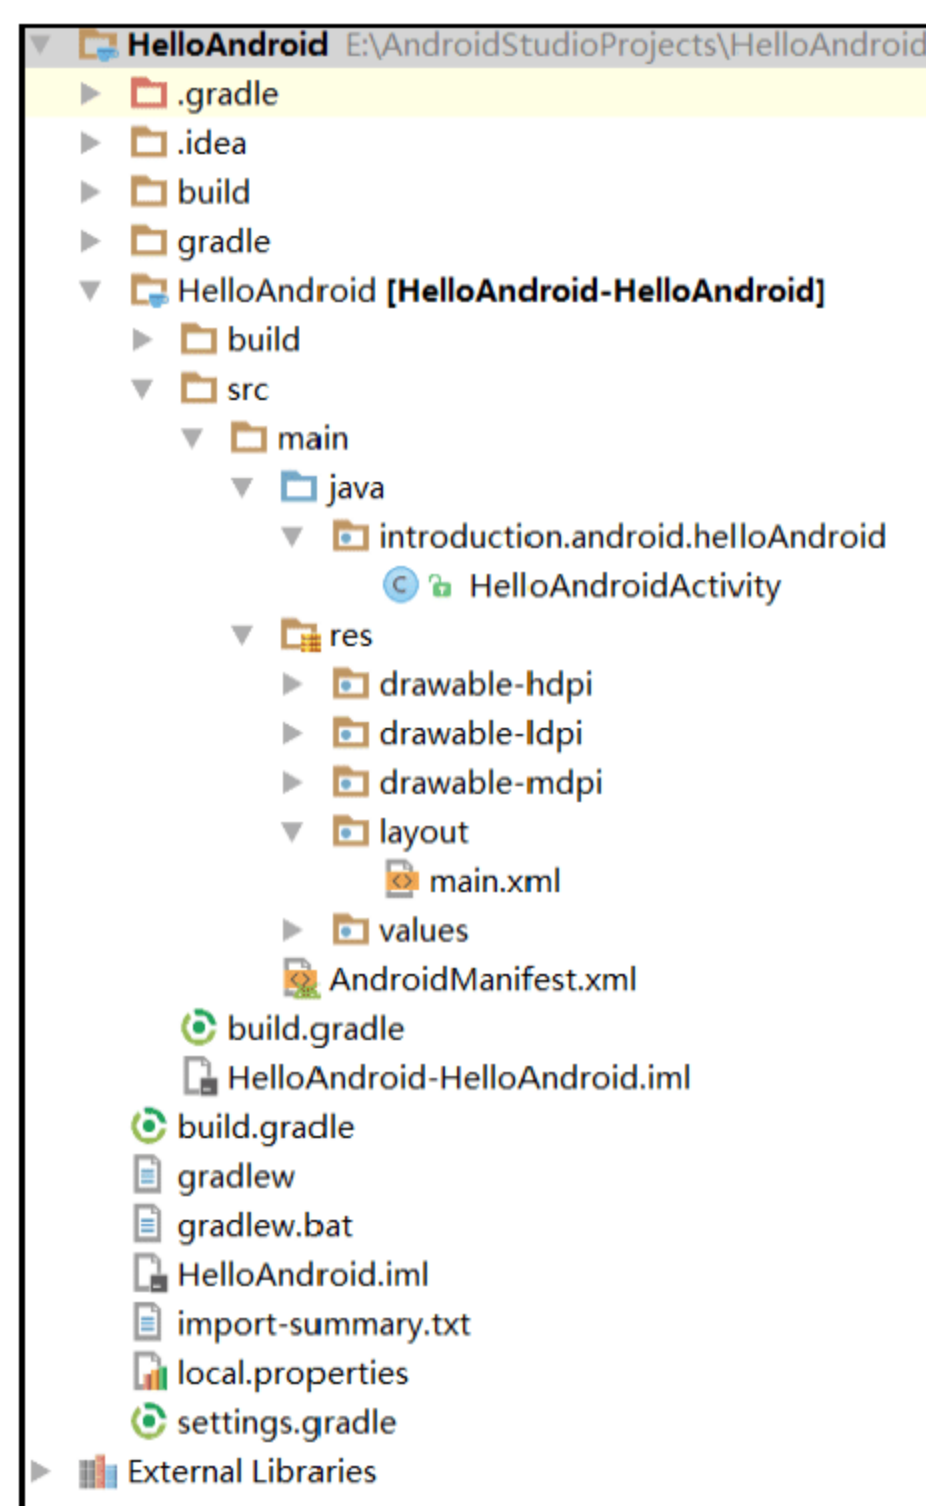 HelloAndroid E:\AndroidStudioProjects\HelloAndroid
.gradle
.idea
build
gradle
HelloAndroid [HelloAndroid-HelloAndroid]
build
src
main
java
introduction.android.helloAndroid
C HelloAndroidActivity
res
drawable-hdpi
drawable-ldpi
drawable-mdpi
layout
main.xml
values
AndroidManifest.xml
build.gradle
HelloAndroid-HelloAndroid.iml
build.gradle
gradlew
gradlew.bat
HelloAndroid.iml
import-summary.txt
local.properties
settings.gradle
External Libraries